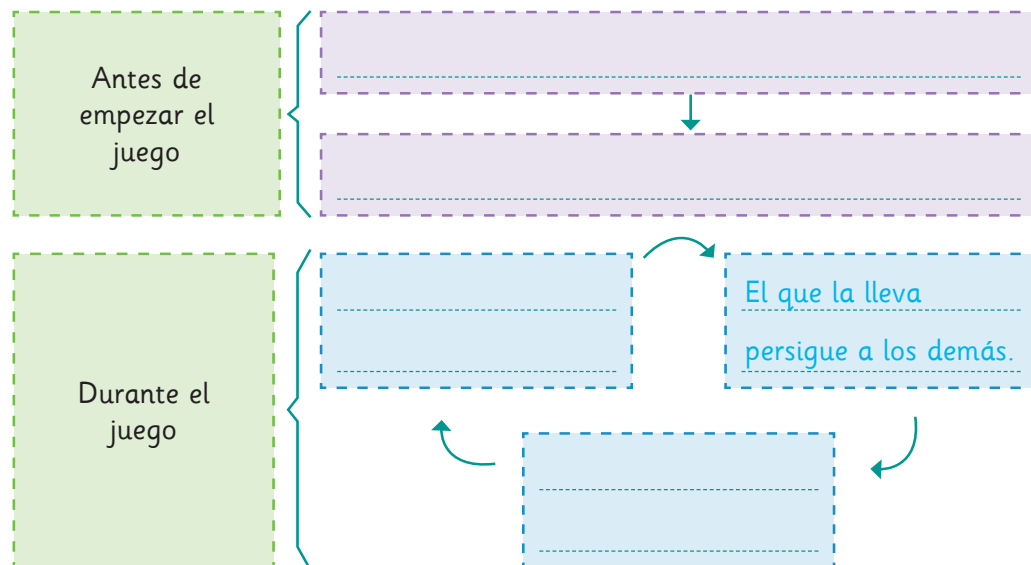 Antes de
empezar el
juego
Durante el
juego
El que la lleva
persigue a los demás.